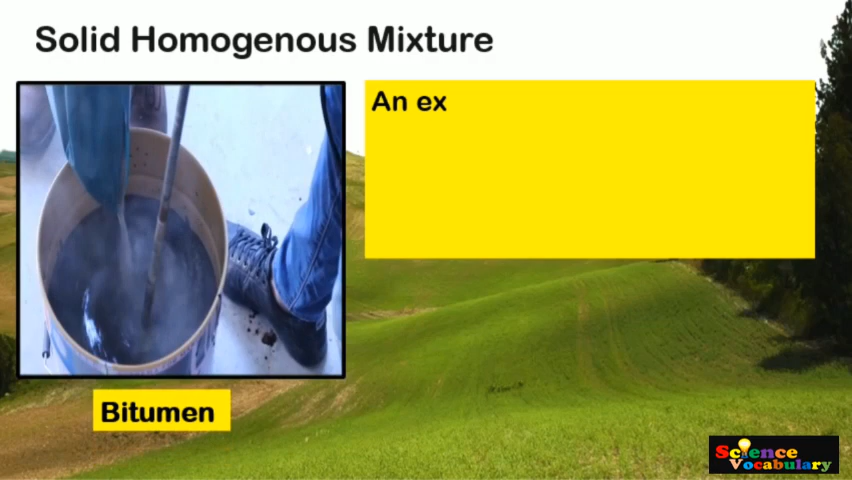 Solid Homogenous Mixture
An ex
Bitumen
Science
Vocabulary